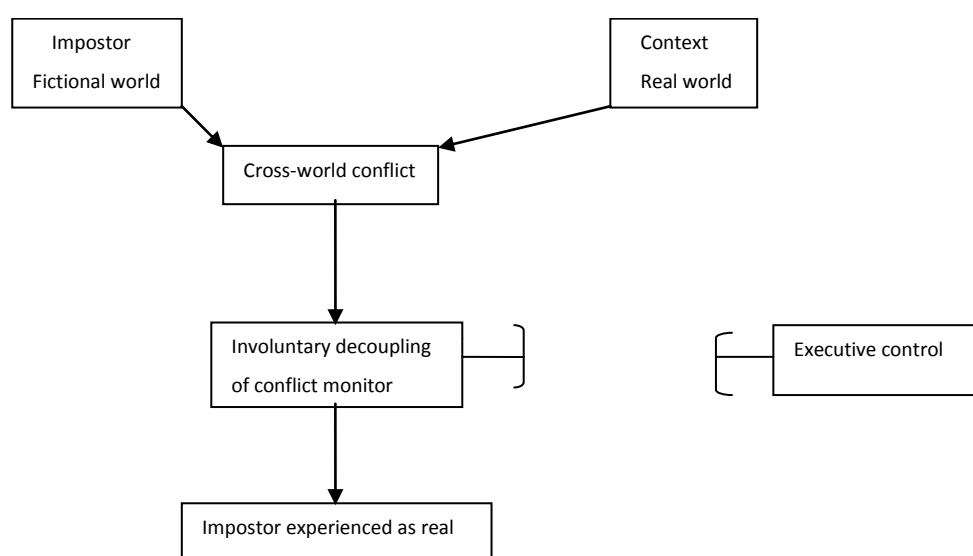 Impostor
Fictional world
Context
Real world
Cross-world conflict
Involuntary decoupling
of conflict monitor
Executive control
Impostor experienced as real